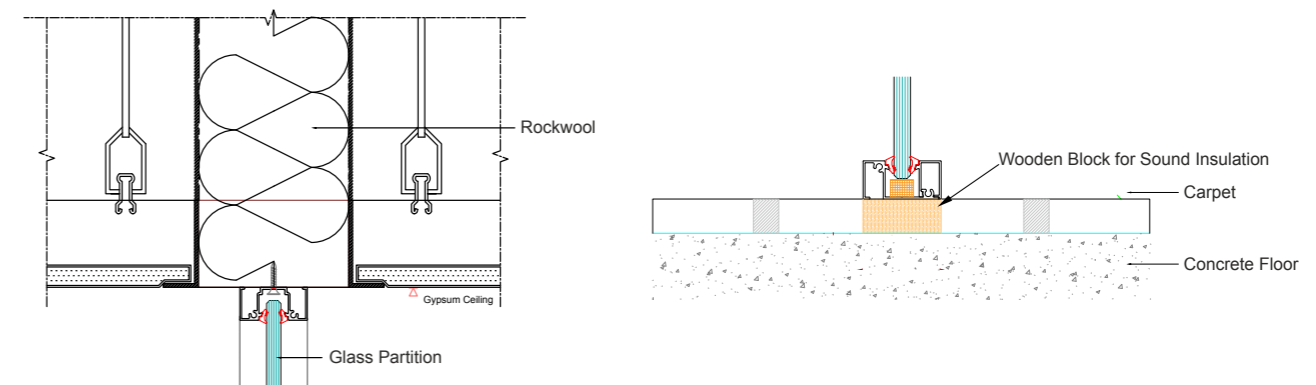 Rockwool
Gypsum Ceiling
Glass Partition
Wooden Block for Sound Insulation
Carpet
Concrete Floor